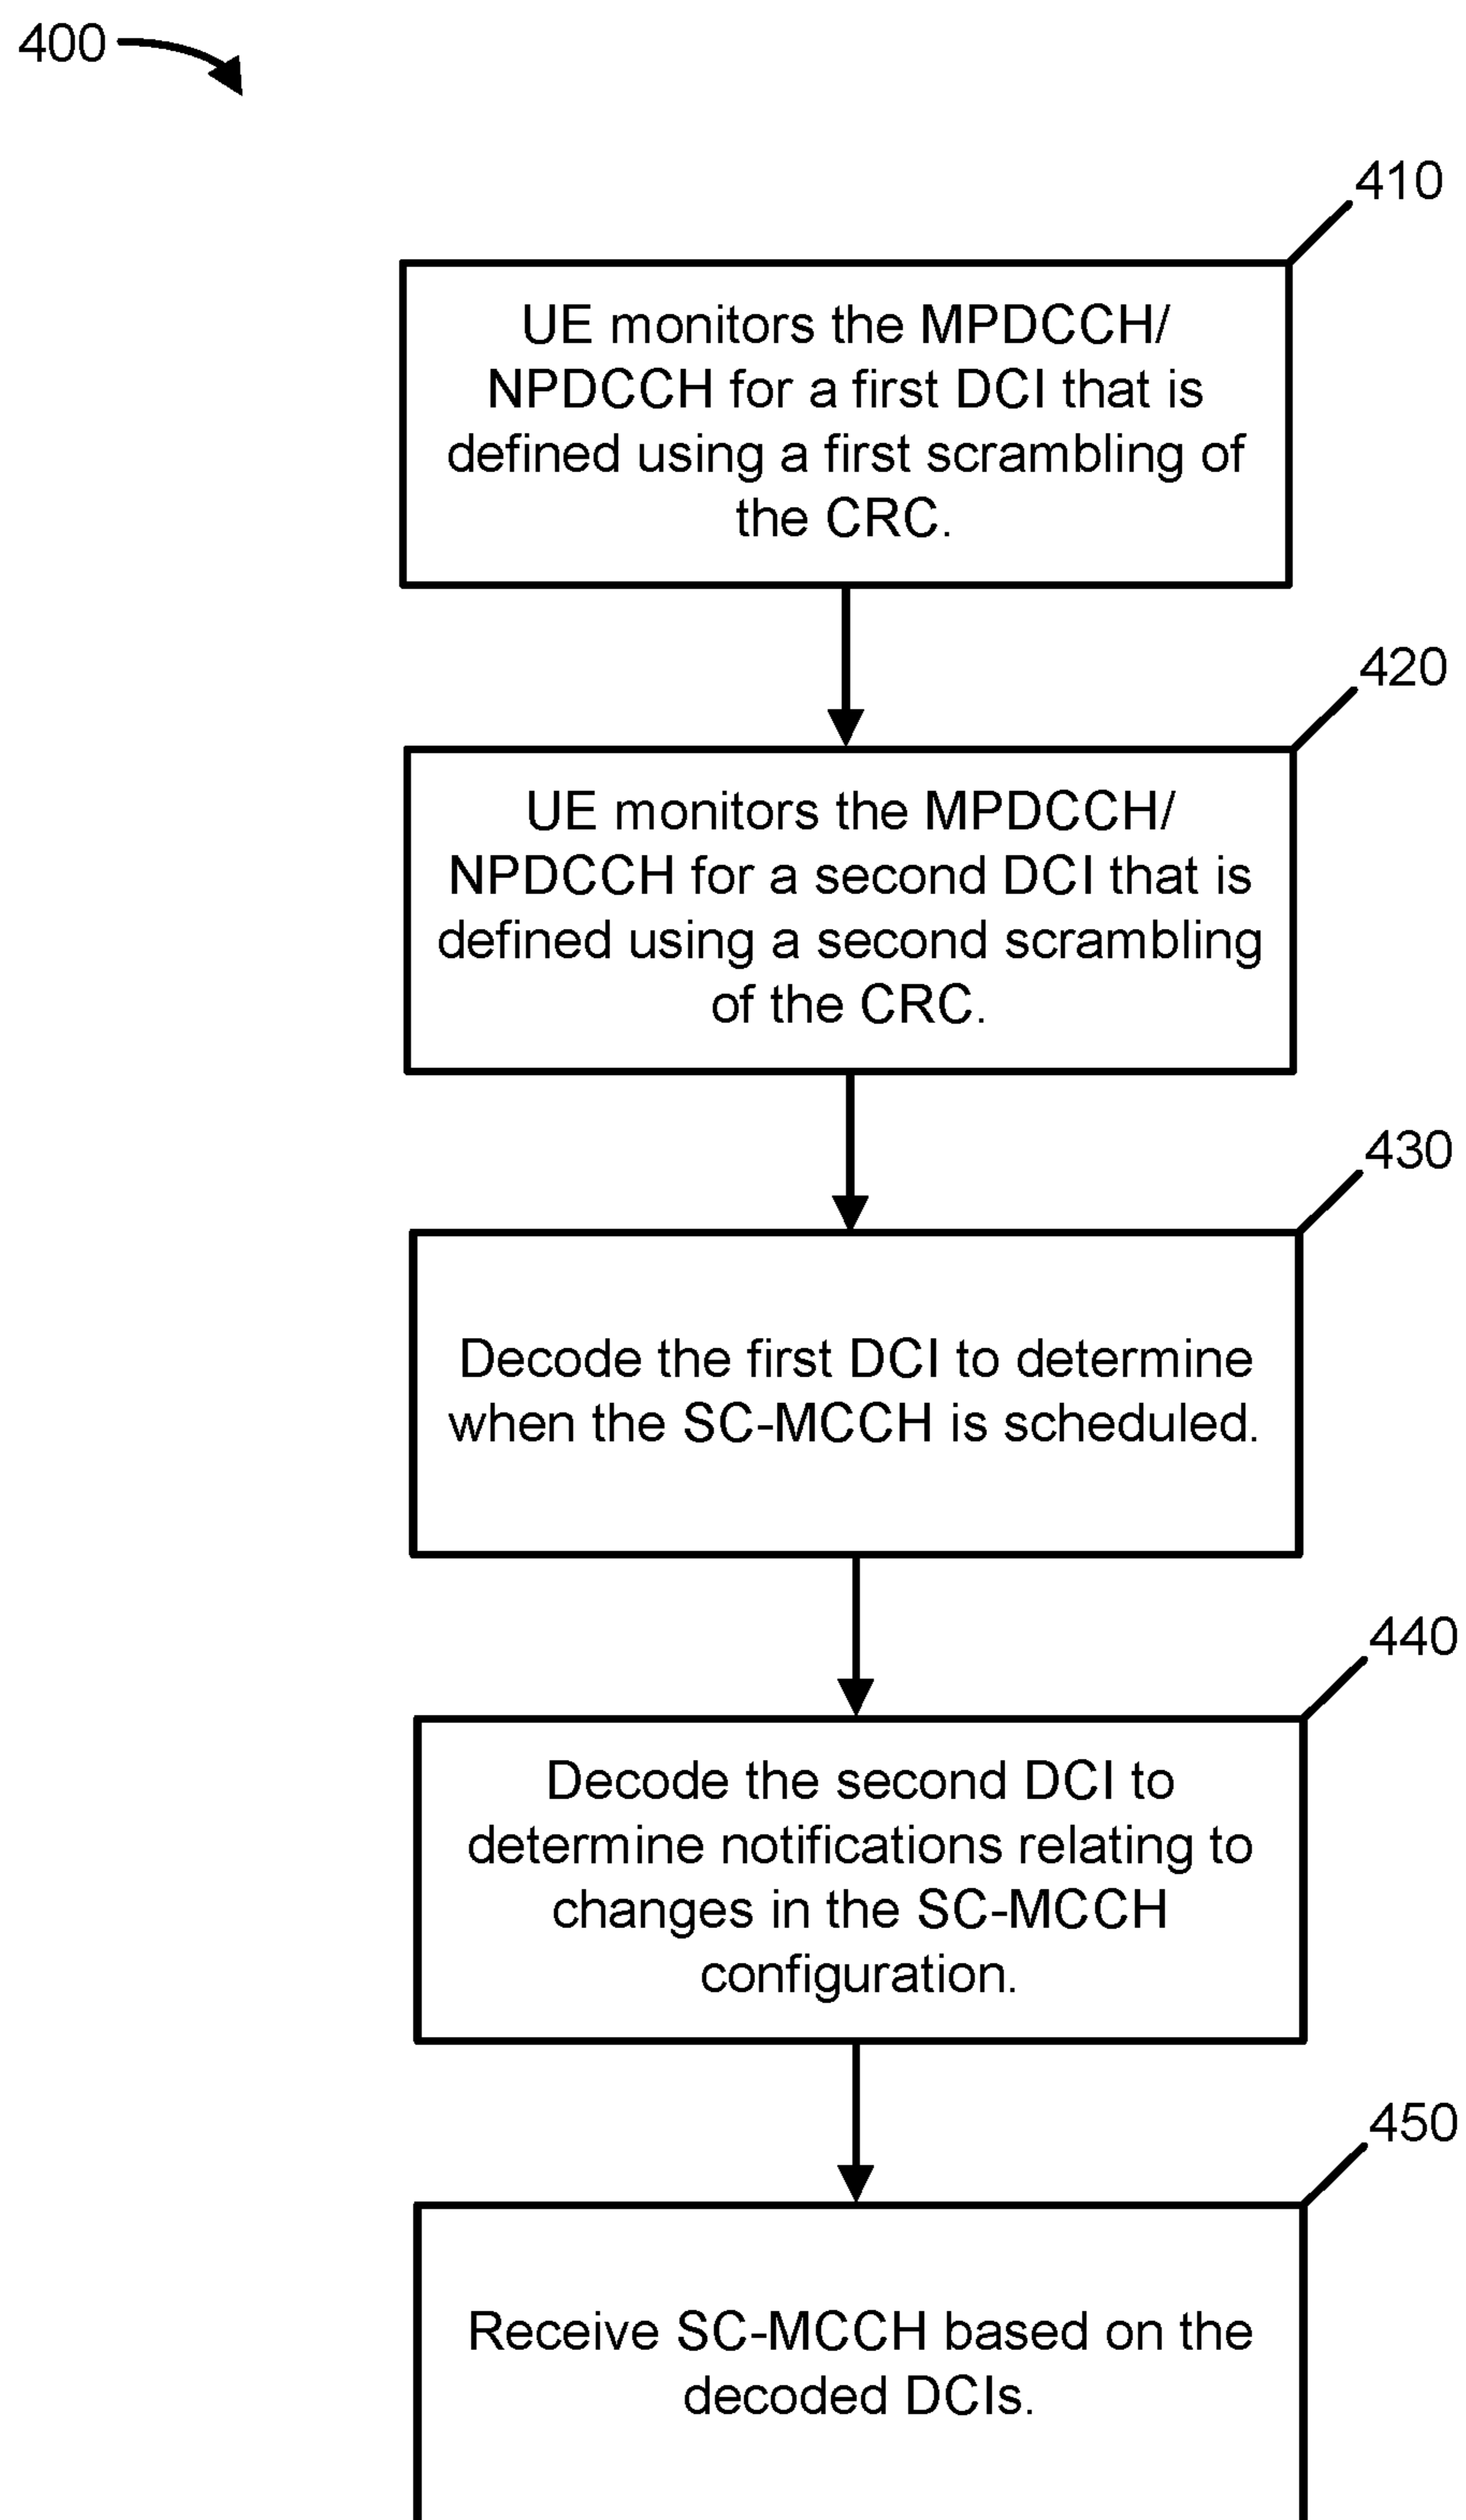 400
410
UE monitors the MPDCCH/
NPDCCH for a first DCI that is
defined using a first scrambling of
the CRC.
420
UE monitors the MPDCCH/
NPDCCH for a second DCI that is
defined using a second scrambling
of the CRC.
430
Decode the first DCI to determine
when the SC-MCCH is scheduled.
440
Decode the second DCI to
determine notifications relating to
changes in the SC-MCCH
configuration.
450
Receive SC-MCCH based on the
decoded DCIs.